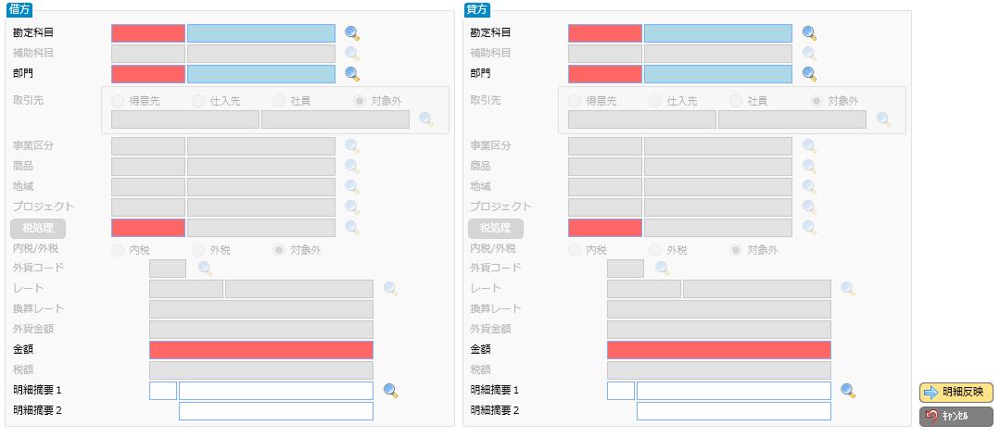 借方
勘定科目
補助科目
部門
取引先 得意先 仕入先 社員 対象外
事業区分
商品
地域
プロジェクト
税処理
内税/外税 内税 外税 対象外
外貨コード
レート
換算レート
外貨金額
金額
税額
明細摘要1
明細摘要2
貸方
勘定科目
補助科目
部門
取引先 得意先 仕入先 社員 対象外
事業区分
商品
地域
プロジェクト
税処理
内税/外税 内税 外税 対象外
外貨コード
レート
換算レート
外貨金額
金額
税額
明細摘要1
明細摘要2
明細反映
ｷｬﾝｾﾙ